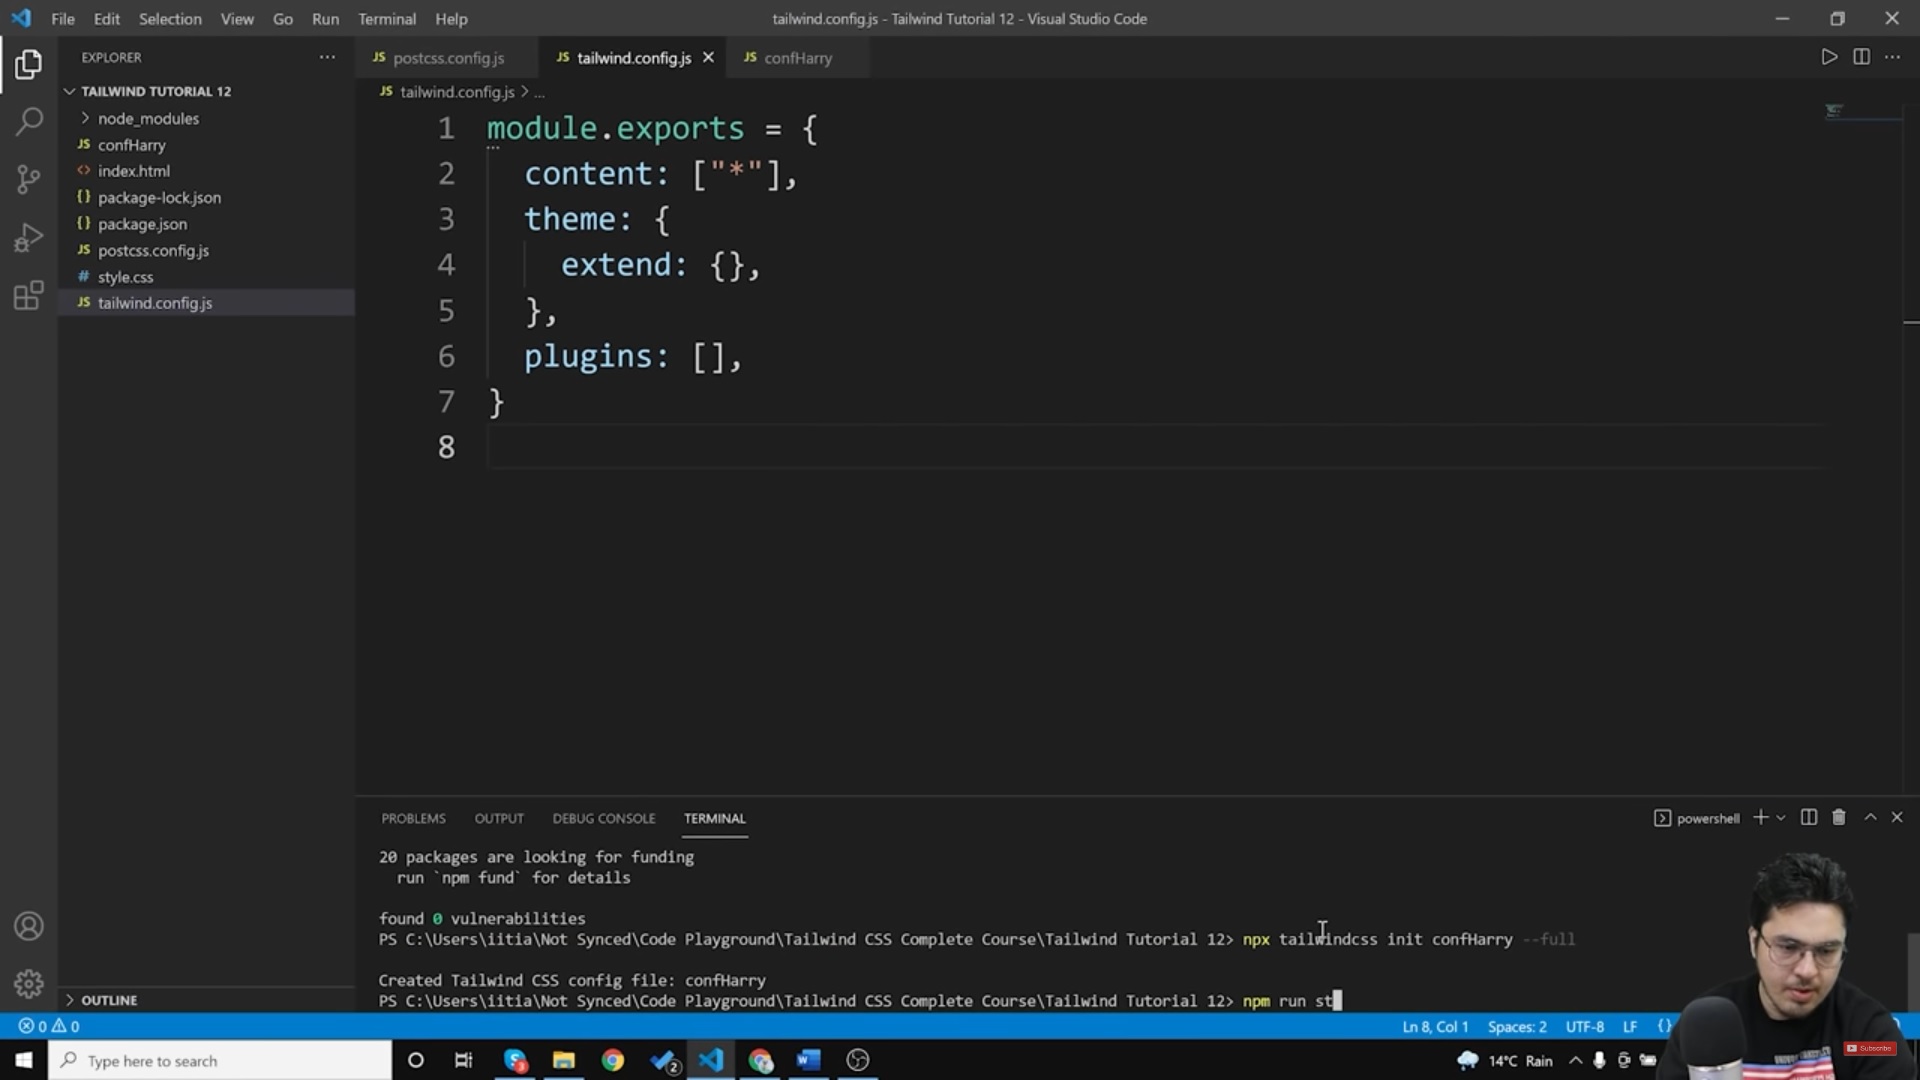 File Edit Selection View Go Run Terminal Help
tailwind.config.js - Tailwind Tutorial 12 - Visual Studio Code
EXPLORER
TAILWIND TUTORIAL 12
node_modules
JS confHarry
<> index.html
{} package-lock.json
{} package.json
JS postcss.config.js
# style.css
JS tailwind.config.js
OUTLINE
JS postcss.config.js
JS tailwind.config.js
JS confHarry
JS tailwind.config.js > ...
1 module.exports = {
2 content: ["*"],
3 theme: {
4 extend: {},
5 },
6 plugins: [],
7 }
8
PROBLEMS OUTPUT DEBUG CONSOLE TERMINAL
powershell
20 packages are looking for funding
run `npm fund` for details
found 0 vulnerabilities
PS C:\Users\iitia\Not Synced\Code Playground\Tailwind CSS Complete Course\Tailwind Tutorial 12> npx tailwindcss init confHarry --full
Created Tailwind CSS config file: confHarry
PS C:\Users\iitia\Not Synced\Code Playground\Tailwind CSS Complete Course\Tailwind Tutorial 12> npm run st
0 0
Ln 8, Col 1 Spaces: 2 UTF-8 LF {}
Type here to search
3
2
14°C Rain
Subscribe